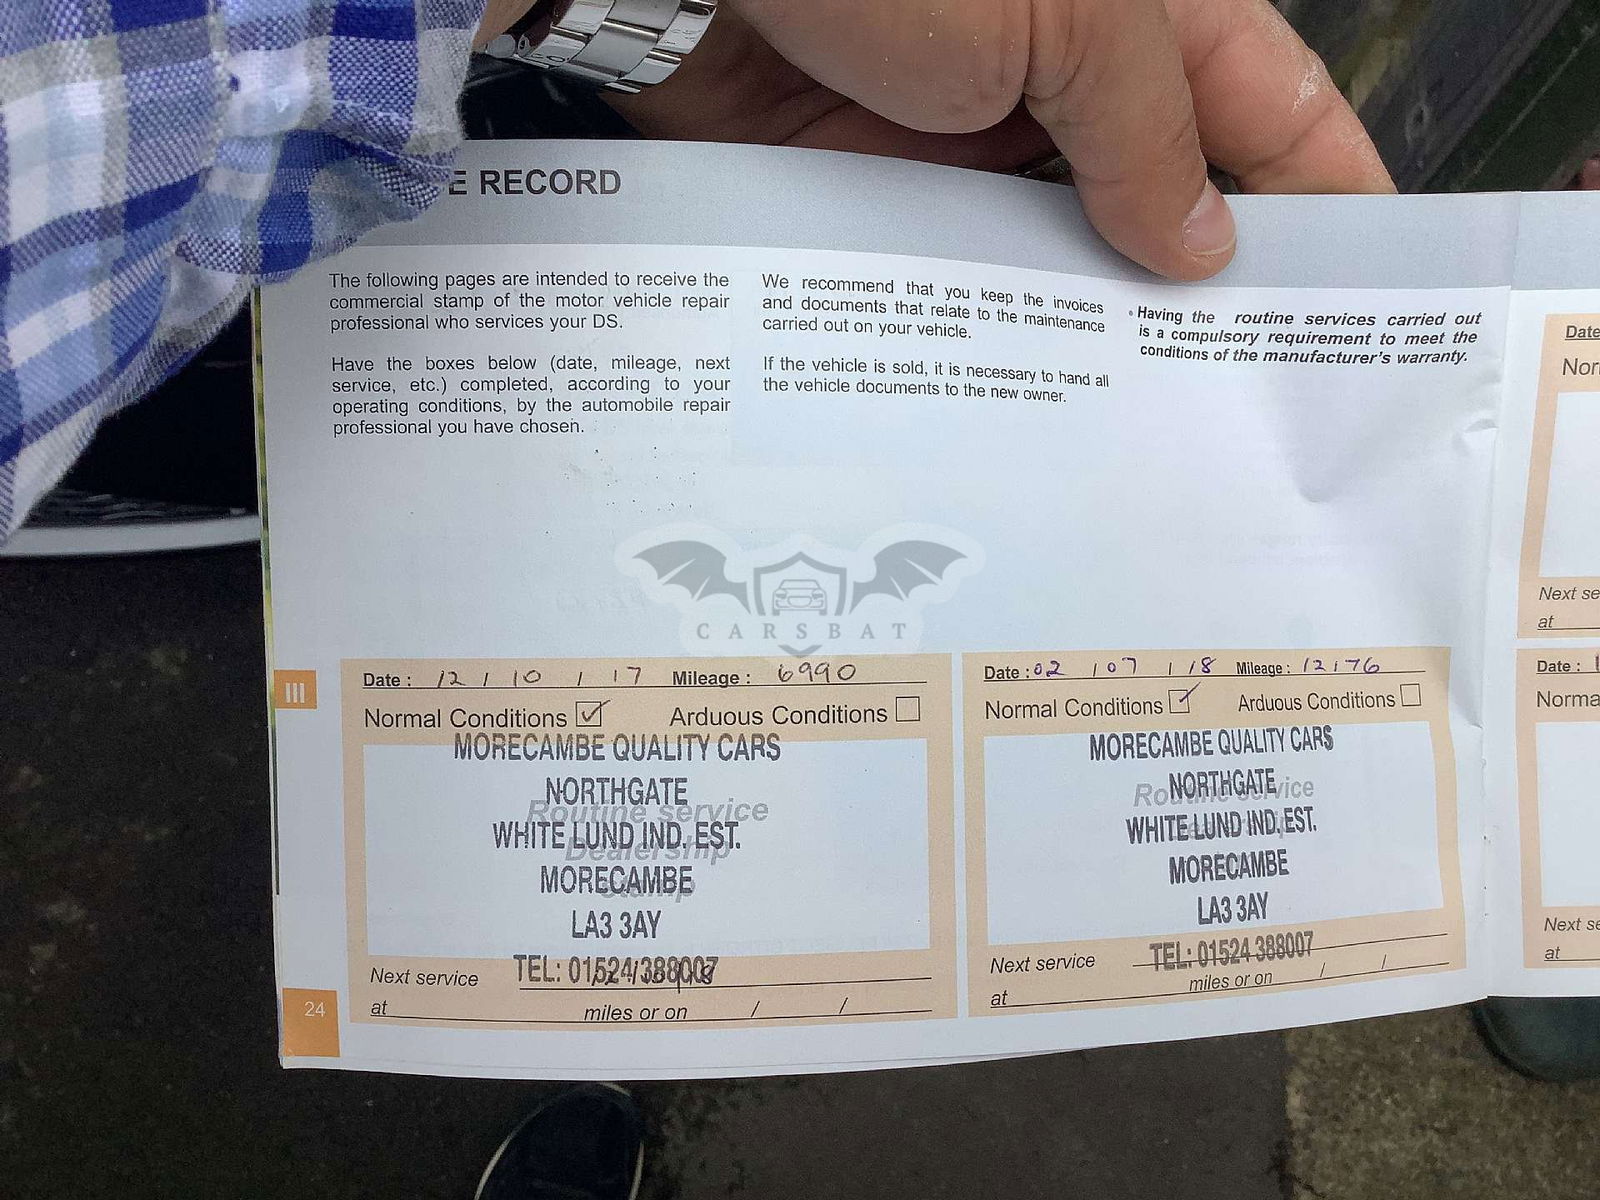 E RECORD
The following pages are intended to receive the
commercial stamp of the motor vehicle repair
professional who services your DS.
Have the boxes below (date, mileage, next
service, etc.) completed, according to your
operating conditions, by the automobile repair
professional you have chosen.
We recommend that you keep the invoices
and documents that relate to the maintenance
carried out on your vehicle.
If the vehicle is sold, it is necessary to hand all
the vehicle documents to the new owner.
• Having the routine services carried out
is a compulsory requirement to meet the
conditions of the manufacturer's warranty.
CARSBAT
III
Date : 12 / 10 / 17 Mileage : 6990
Normal Conditions Arduous Conditions
Routine service
Dealership
stamp
MORECAMBE QUALITY CARS
NORTHGATE
WHITE LUND IND. EST.
MORECAMBE
LA3 3AY
TEL: 01524 388007
Next service
at miles or on / /
Date : 02 / 07 / 18 Mileage : 12176
Normal Conditions Arduous Conditions
Routine service
MORECAMBE QUALITY CARS
NORTHGATE
WHITE LUND IND. EST.
MORECAMBE
LA3 3AY
TEL: 01524 388007
Next service
at miles or on / /
24
Date
Nor
Next se
at
Date : 1
Norma
Next se
at